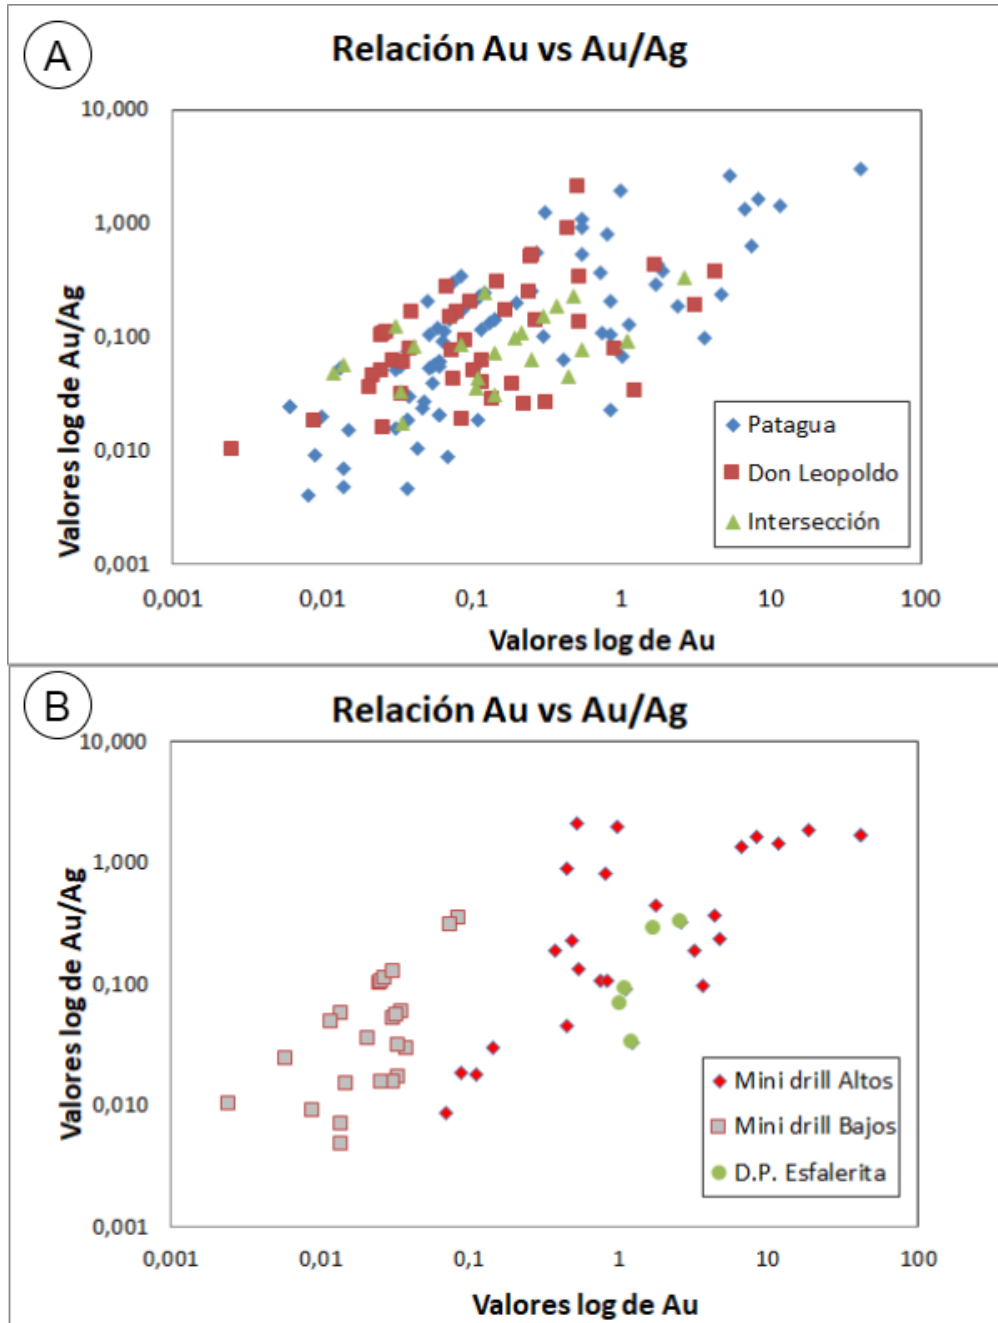 A
Relación Au vs Au/Ag
10,000
1,000
0,100
0,010
0,001
Valores log de Au/Ag
0,001 0,01 0,1 1 10 100
Valores log de Au
Patagua
Don Leopoldo
Intersección
B
Relación Au vs Au/Ag
10,000
1,000
0,100
0,010
0,001
Valores log de Au/Ag
0,001 0,01 0,1 1 10 100
Valores log de Au
Mini drill Altos
Mini drill Bajos
D.P. Esfalerita